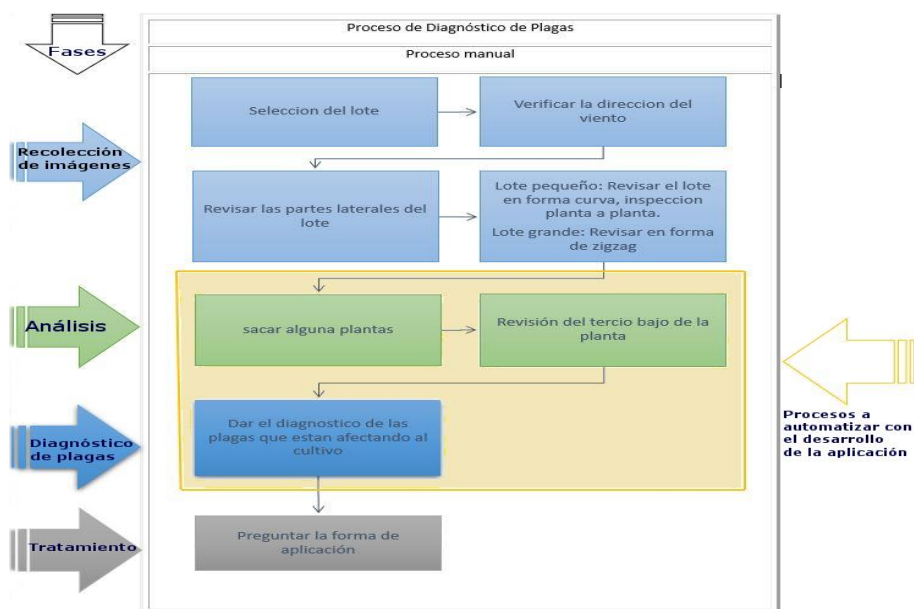 Proceso de Diagnóstico de Plagas
Fases
Proceso manual
Seleccion del lote
Verificar la direccion del
viento
Recolección
de imágenes
Revisar las partes laterales del
lote
Lote pequeño: Revisar el lote
en forma curva, inspeccion
planta a planta.
Lote grande: Revisar en forma
de zigzag
Análisis
sacar alguna plantas
Revisión del tercio bajo de la
planta
Procesos a
automatizar con
el desarrollo
de la aplicación
Diagnóstico
de plagas
Dar el diagnostico de las
plagas que estan afectando al
cultivo
Tratamiento
Preguntar la forma de
aplicación